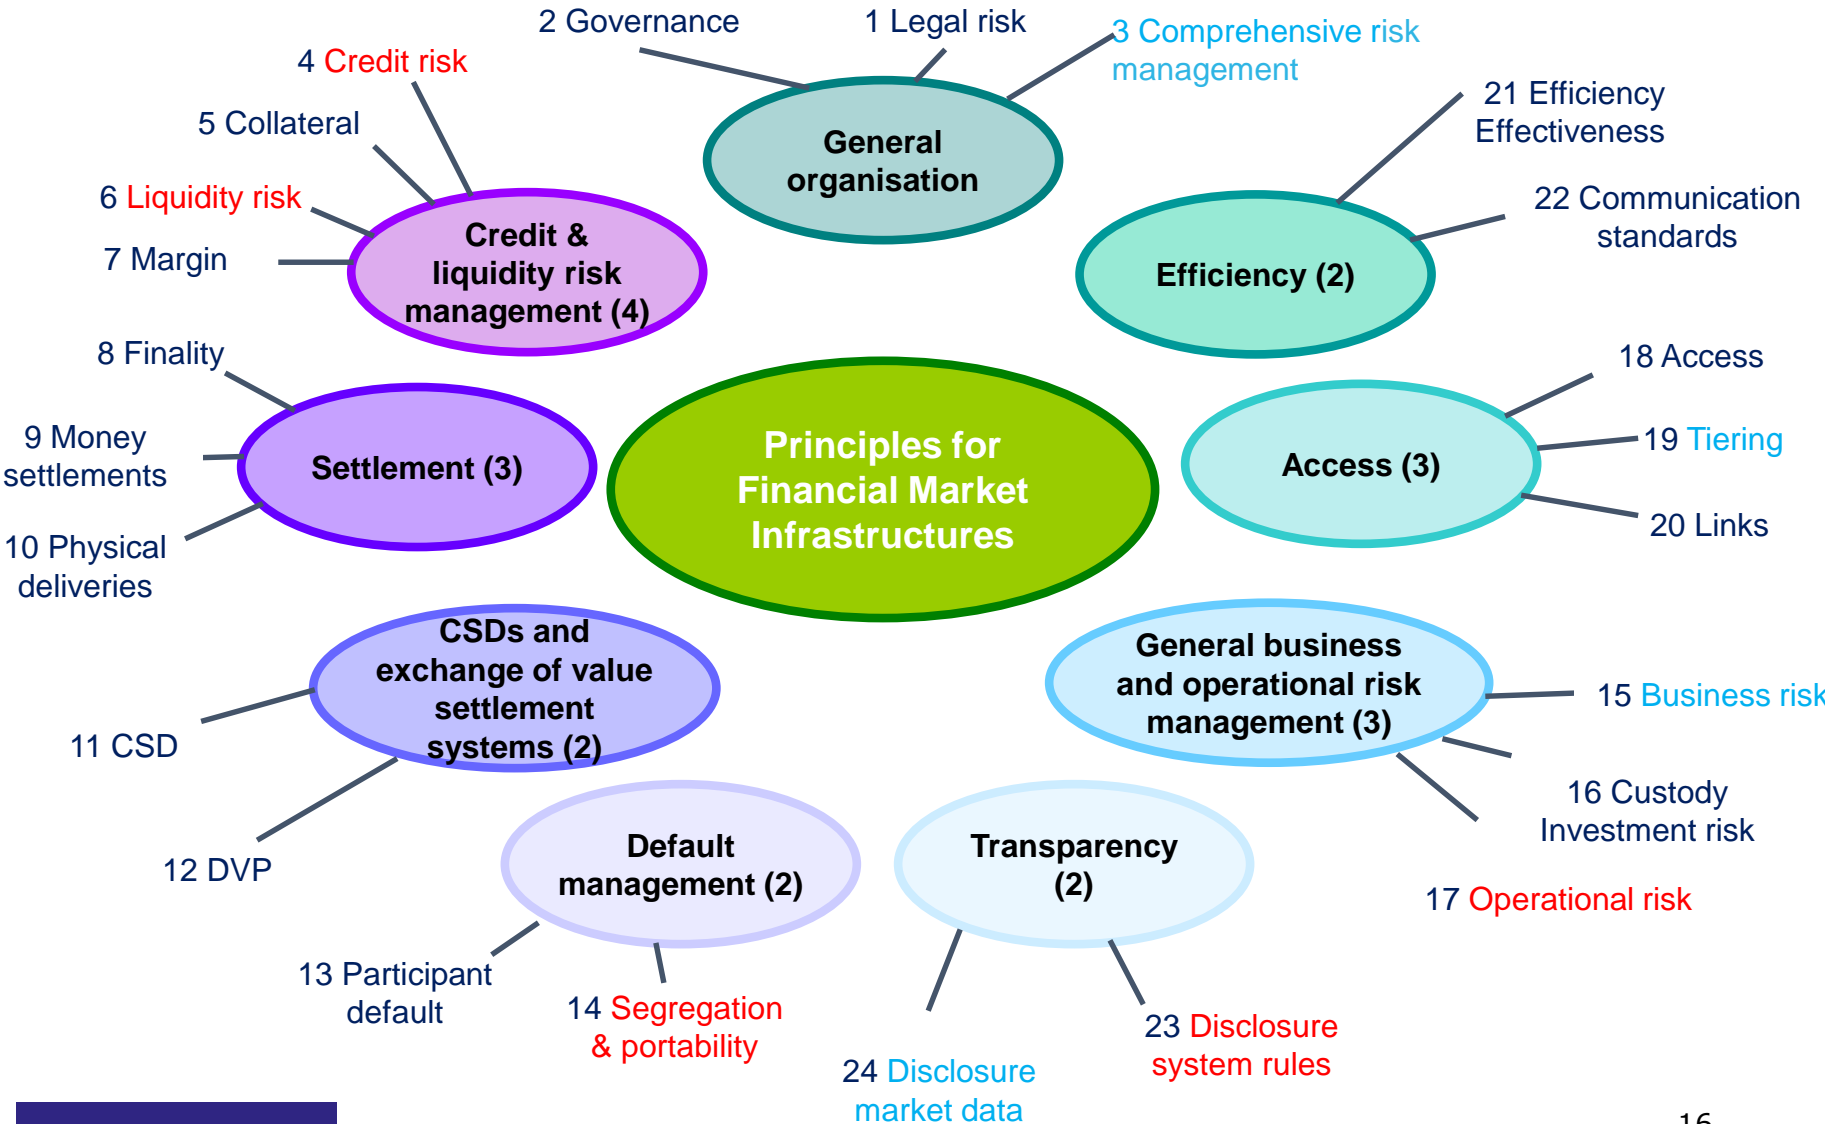 2 Governance
1 Legal risk
3 Comprehensive risk
management
4 Credit risk
5 Collateral
6 Liquidity risk
7 Margin
General
organisation
Credit &
liquidity risk
management (4)
21 Efficiency
Effectiveness
22 Communication
standards
Efficiency (2)
8 Finality
9 Money
settlements
10 Physical
deliveries
Settlement (3)
Principles for
Financial Market
Infrastructures
Access (3)
18 Access
19 Tiering
20 Links
CSDs and
exchange of value
settlement
systems (2)
11 CSD
12 DVP
General business
and operational risk
management (3)
15 Business risk
16 Custody
Investment risk
17 Operational risk
Default
management (2)
13 Participant
default
14 Segregation
& portability
Transparency
(2)
24 Disclosure
market data
23 Disclosure
system rules
16